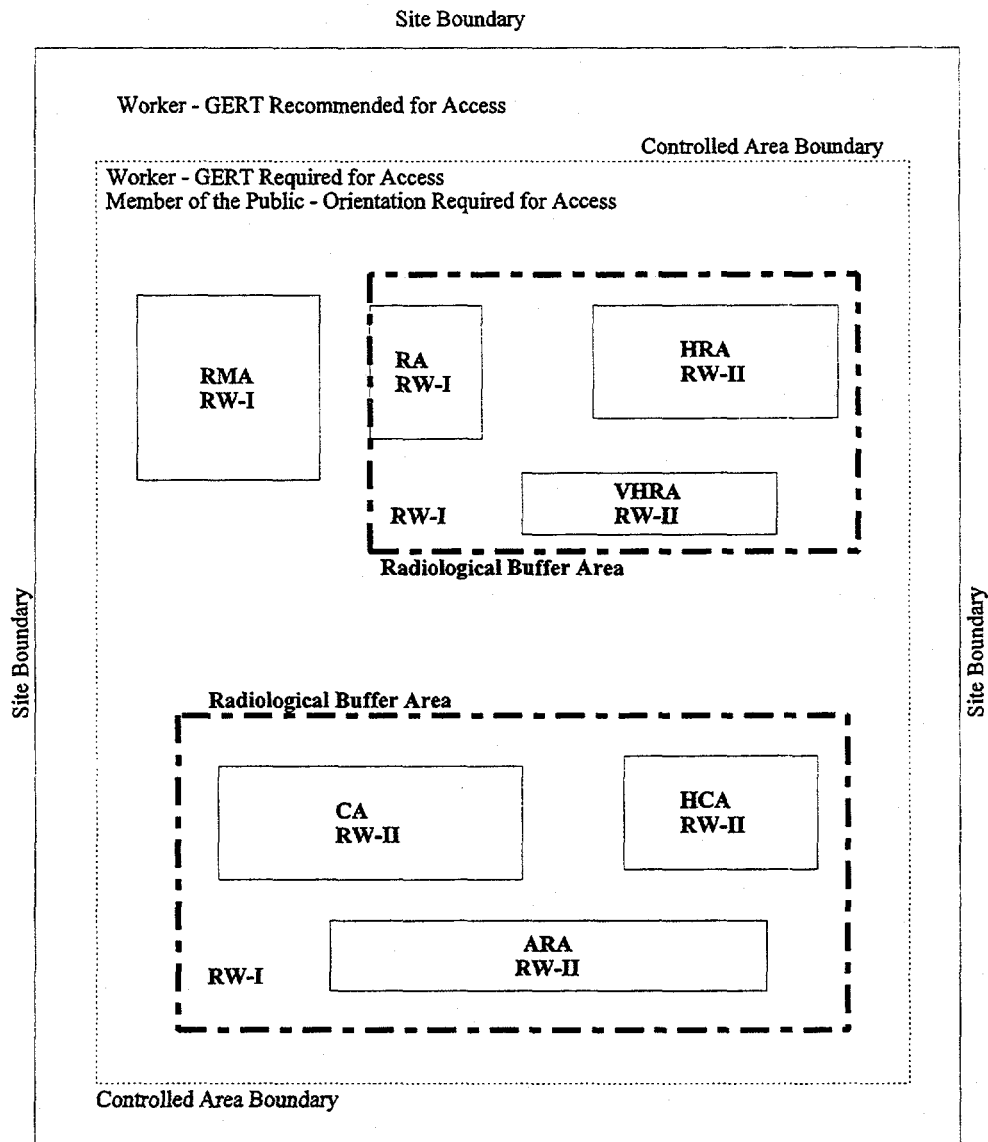 Site Boundary
Worker - GERT Recommended for Access
Controlled Area Boundary
Worker - GERT Required for Access
Member of the Public - Orientation Required for Access
RMA
RW-I
RA
RW-I
HRA
RW-II
VHRA
RW-II
RW-I
Radiological Buffer Area
Site Boundary
Site Boundary
Radiological Buffer Area
CA
RW-II
HCA
RW-II
ARA
RW-II
RW-I
Controlled Area Boundary